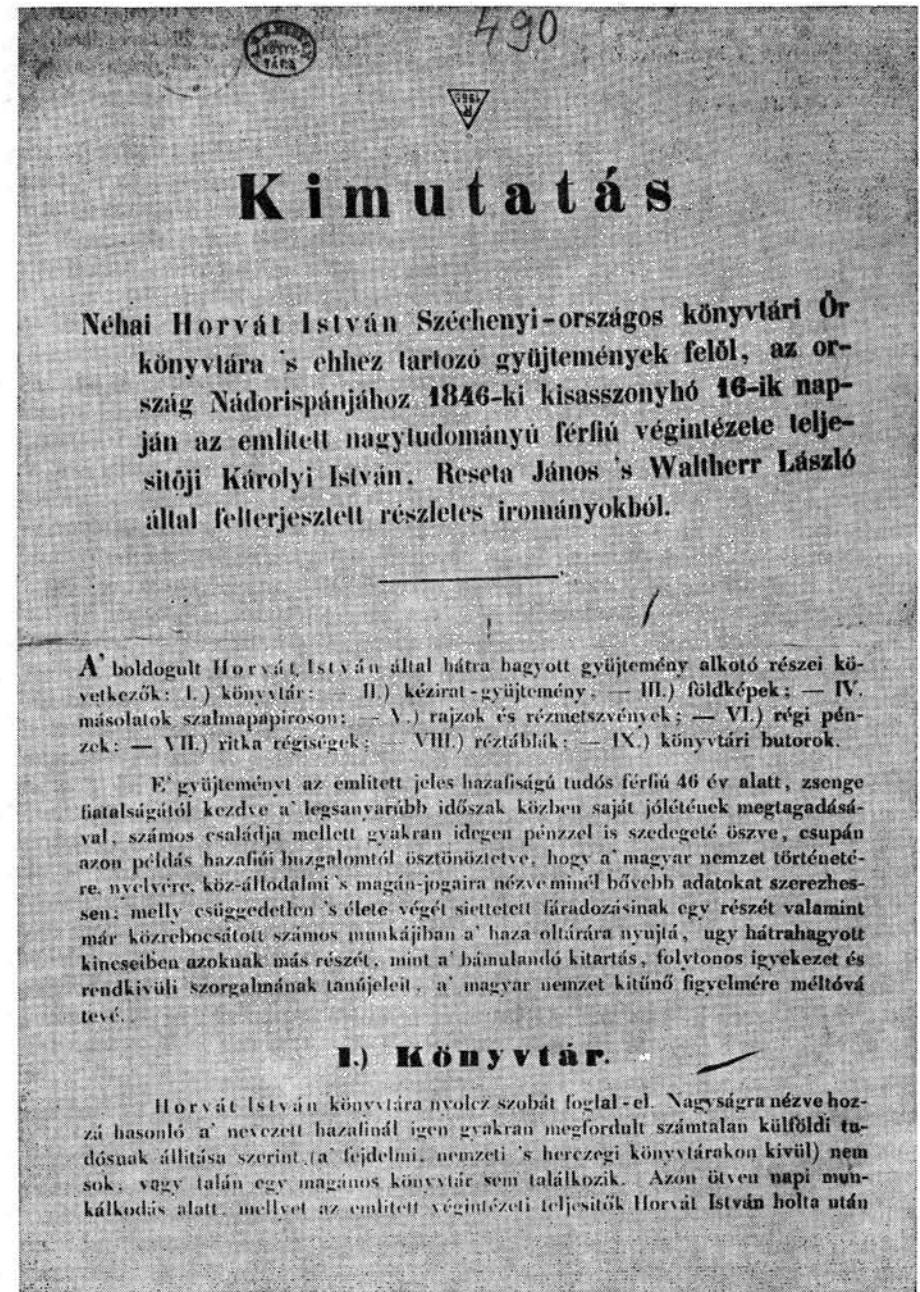 490
KÖNYV-
TÁRA
R
Kimutatás
Néhai Horvát István Széchenyi-országos könyvtári Őr
könyvtára 's ehhez tartozó gyüjtemények felől, az or-
szág Nádorispánjához 1846-ki kisasszonyhó 16-ik nap-
ján az említett nagytudományú férfiú végintézete telje-
sitőji Károlyi István, Reseta János 's Waltherr László
által felterjesztett részletes irományokból.
A' boldogult Horvát István által hátra hagyott gyüjtemény alkotó részei kö-
vetkezők: I.) könyvtár: — II.) kézirat-gyüjtemény. — III.) földképek; — IV.
másolatok szalmapapiroson: — V.) rajzok és rézmetszvények; — VI.) régi pén-
zek: — VII.) ritka régiségek; — VIII.) réztáblák: — IX.) könyvtári butorok.
E' gyüjteményt az említett jeles hazafiságú tudós férfiú 46 év alatt, zsenge
fiatalságától kezdve a' legsanyarúbb időszak közben saját jólétének megtagadásá-
val, számos családja mellett gyakran idegen pénzzel is szedegeté öszve, csupán
azon példás hazafiúi buzgalomtól ösztönöztetve, hogy a' magyar nemzet történeté-
re, nyelvére, köz-állodalmi 's magán-jogaira nézve minél bővebb adatokat szerezhes-
sen: melly csüggedetlen 's élete végét siettetett fáradozásinak egy részét valamint
már közrebocsátott számos munkájiban a' haza oltárára nyujtá, ugy hátrahagyott
kincseiben azoknak más részét, mint a' bámulandó kitartás, folytonos igyekezet és
rendkivüli szorgalmának tanújeleit, a' magyar nemzet kitünő figyelmére méltóvá
tevé.
I.) Könyvtár.
Horvát István könyvtára nyolcz szobát foglal-el. Nagyságra nézve hoz-
zá hasonló a' nevezett hazafinál igen gyakran megfordult számtalan külföldi tu-
dósnak állitása szerint (a' fejdelmi, nemzeti 's herczegi könyvtárakon kivül) nem
sok, vagy talán egy magános könyvtár sem találkozik. Azon ötven napi mun-
kálkodás alatt, mellyet az említett végintézeti teljesitők Horvát István holta után